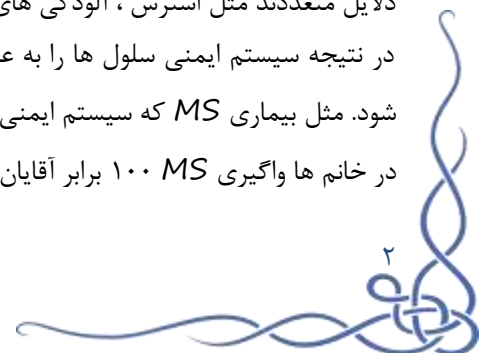 دلایل متعددند مثل استرس ، آلودگی های
در نتیجه سیستم ایمنی سلول ها را به
شود. مثل بیماری MS که سیستم ایمنی
در خانم ها واگیری MS ۱۰۰ برابر آقایان
۲